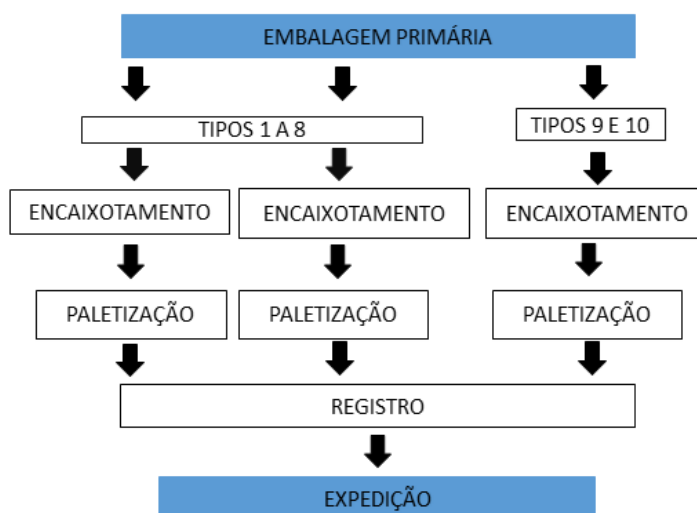 EMBALAGEM PRIMÁRIA
TIPOS 1 A 8
TIPOS 9 E 10
ENCAIXOTAMENTO
ENCAIXOTAMENTO
ENCAIXOTAMENTO
PALETIZAÇÃO
PALETIZAÇÃO
PALETIZAÇÃO
REGISTRO
EXPEDIÇÃO